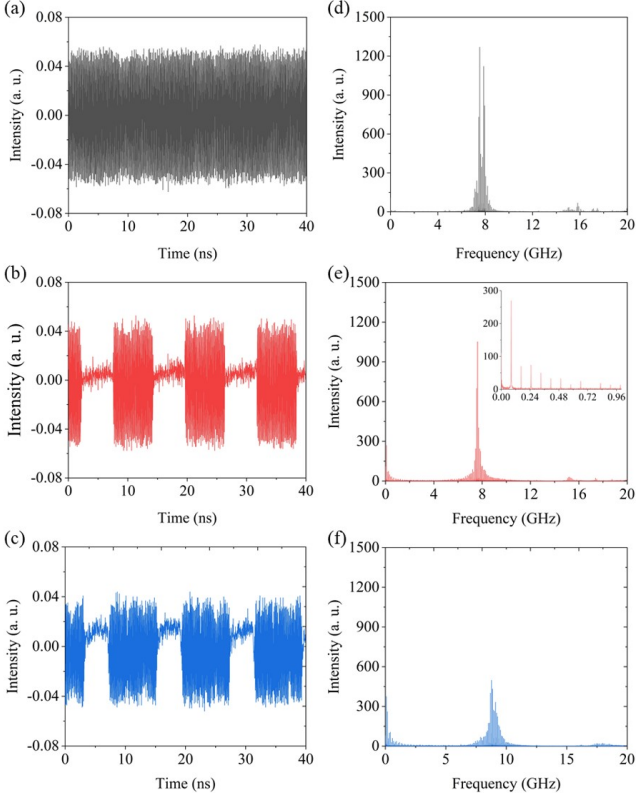 (a)
0.08
0.04
0.00
-0.04
-0.08
Intensity (a. u.)
0 10 20 30 40
Time (ns)
(d)
1500
1200
900
600
300
0
Intensity (a. u.)
0 4 8 12 16 20
Frequency (GHz)
(b)
0.08
0.04
0.00
-0.04
-0.08
Intensity (a. u.)
0 10 20 30 40
Time (ns)
(e)
1500
1200
900
600
300
0
Intensity (a. u.)
300
200
100
0
0.00 0.24 0.48 0.72 0.96
0 4 8 12 16 20
Frequency (GHz)
(c)
0.08
0.04
0.00
-0.04
-0.08
Intensity (a. u.)
0 10 20 30 40
Time (ns)
(f)
1500
1200
900
600
300
0
Intensity (a. u.)
0 5 10 15 20
Frequency (GHz)